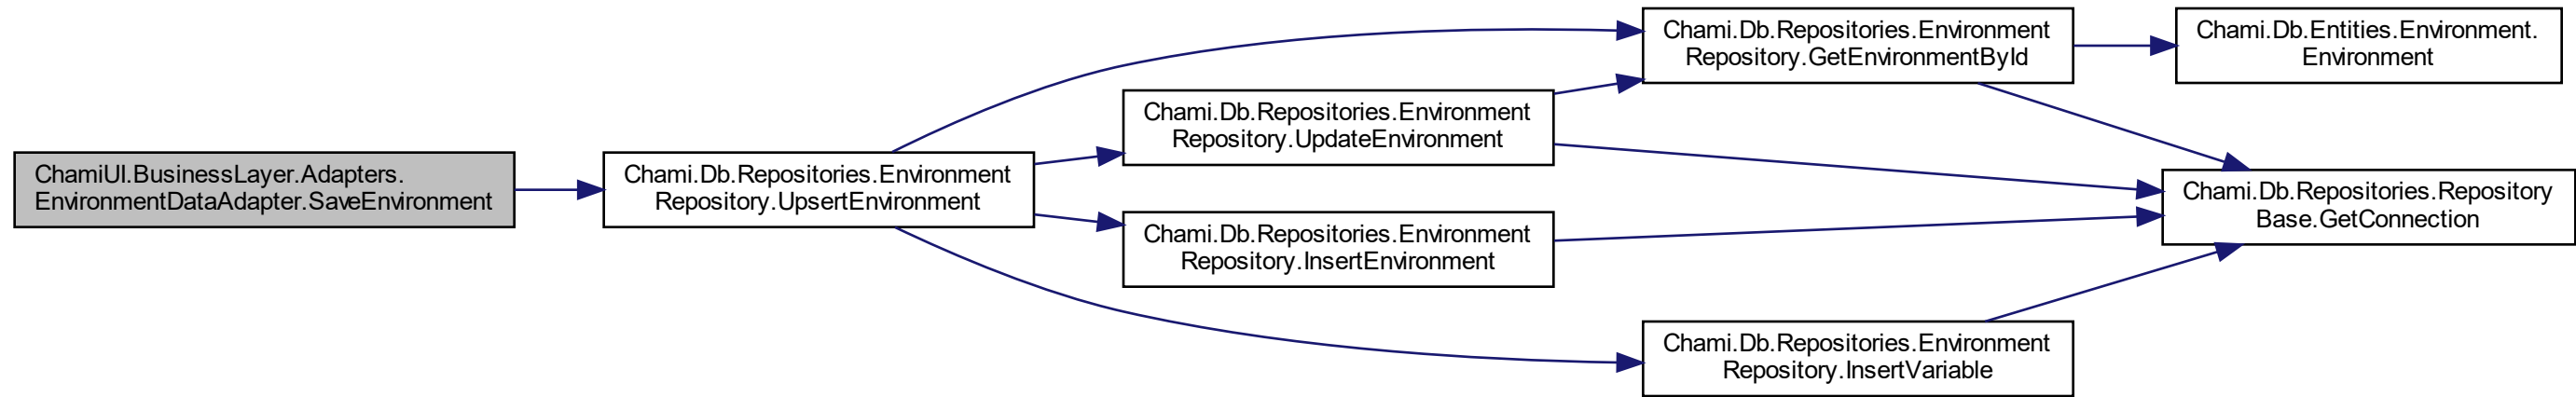 ChamiUI.BusinessLayer.Adapters.
EnvironmentDataAdapter.SaveEnvironment
Chami.Db.Repositories.Environment
Repository.UpsertEnvironment
Chami.Db.Repositories.Environment
Repository.GetEnvironmentById
Chami.Db.Entities.Environment.
Environment
Chami.Db.Repositories.Environment
Repository.UpdateEnvironment
Chami.Db.Repositories.Repository
Base.GetConnection
Chami.Db.Repositories.Environment
Repository.InsertEnvironment
Chami.Db.Repositories.Environment
Repository.InsertVariable